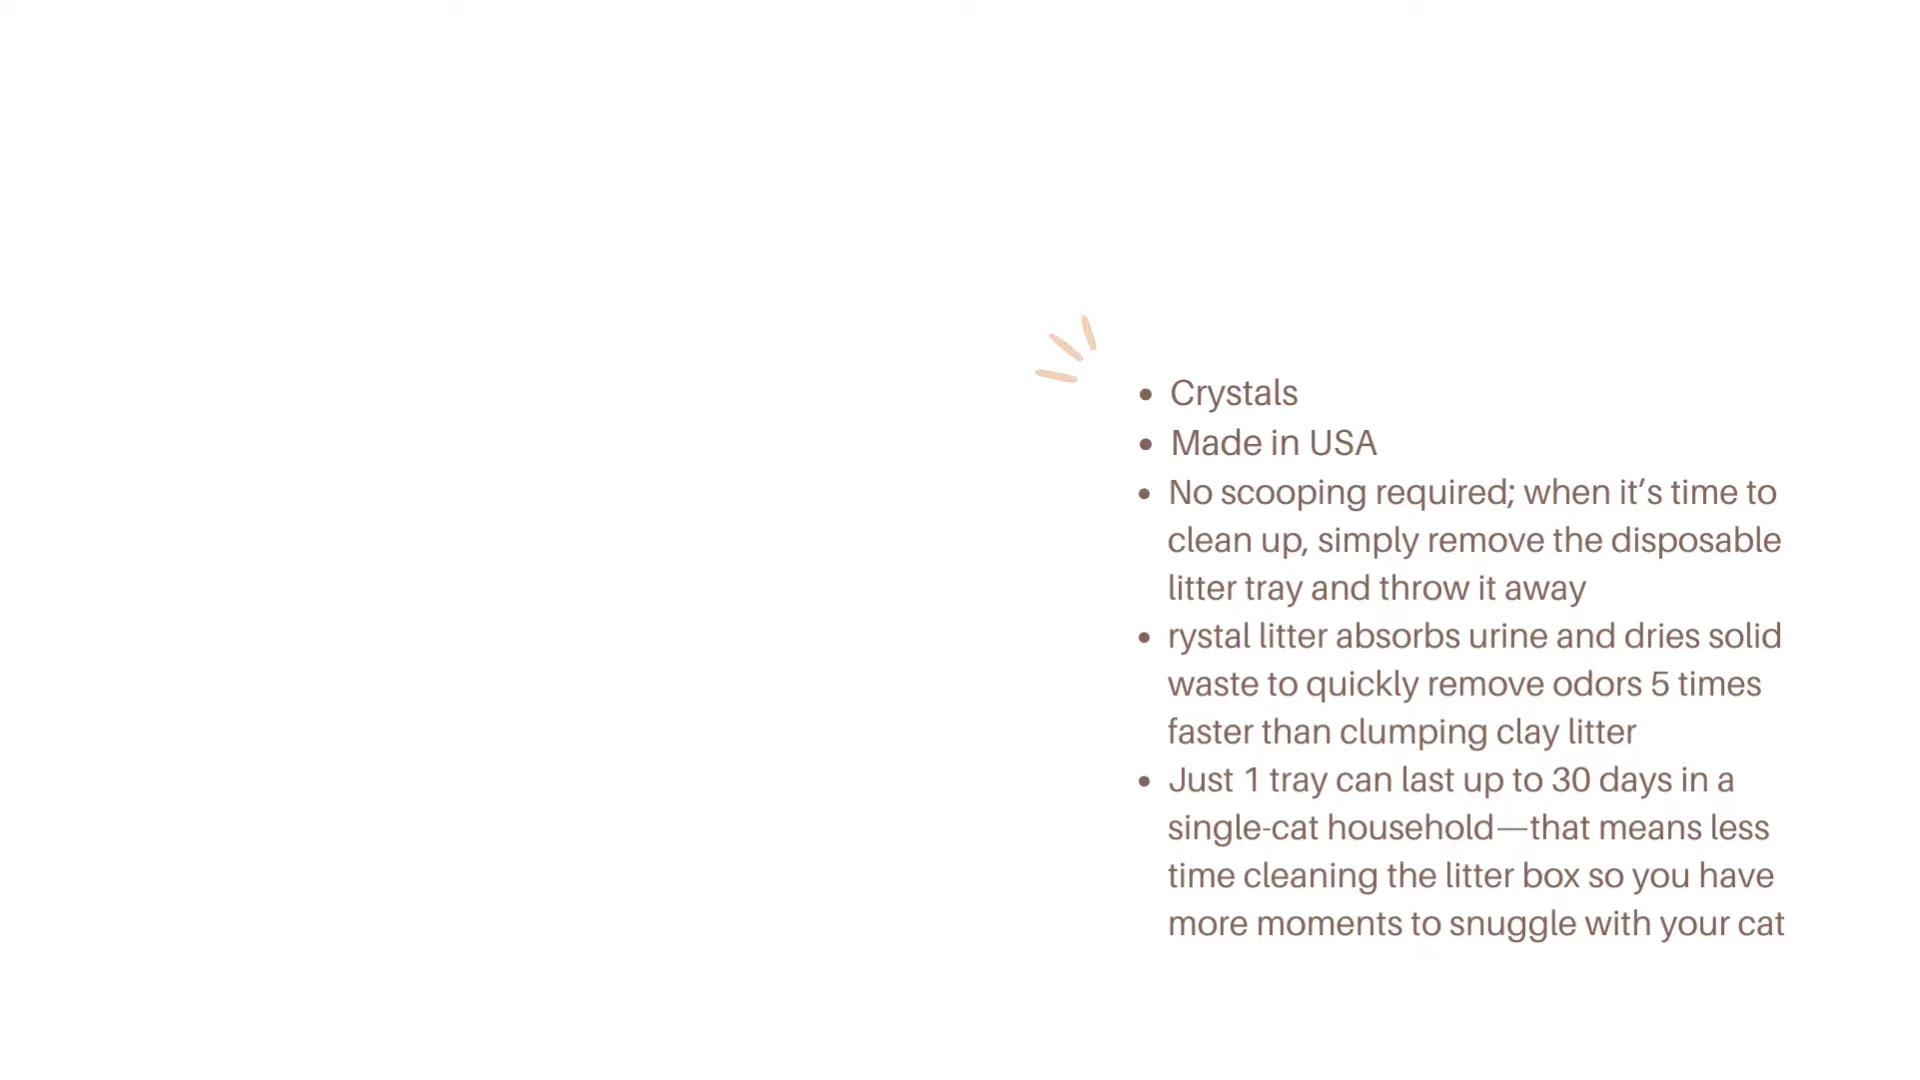 • Crystals
• Made in USA
• No scooping required; when it’s time to
clean up, simply remove the disposable
litter tray and throw it away
• rystal litter absorbs urine and dries solid
waste to quickly remove odors 5 times
faster than clumping clay litter
• Just 1 tray can last up to 30 days in a
single-cat household—that means less
time cleaning the litter box so you have
more moments to snuggle with your cat